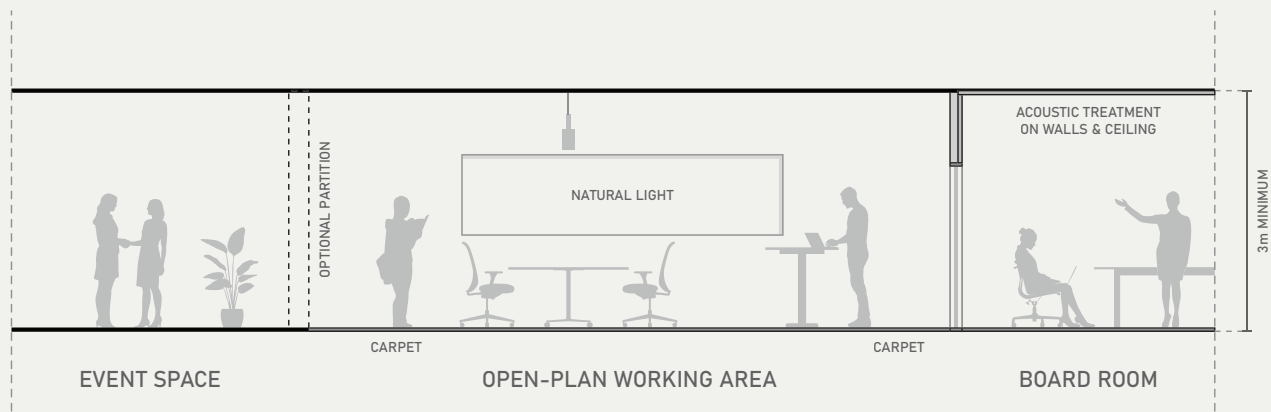 ACOUSTIC TREATMENT
ON WALLS & CEILING
OPTIONAL PARTITION
NATURAL LIGHT
3m MINIMUM
CARPET
CARPET
EVENT SPACE
OPEN-PLAN WORKING AREA
BOARD ROOM